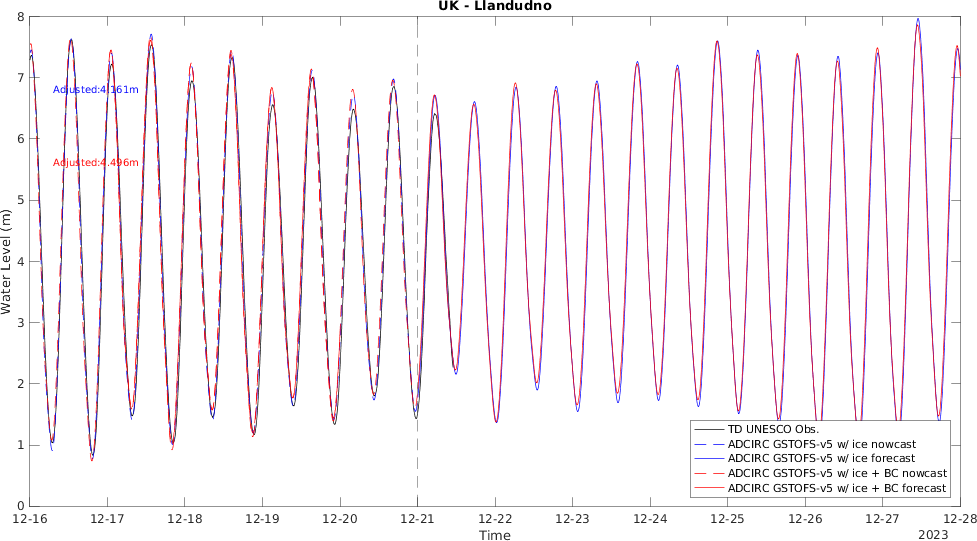 UK - Llandudno
8
7
6
5
4
3
2
1
0
Water Level (m)
Adjusted:4.161m
Adjusted:4.496m
TD UNESCO Obs.
ADCIRC GSTOFS-v5 w/ ice nowcast
ADCIRC GSTOFS-v5 w/ ice forecast
ADCIRC GSTOFS-v5 w/ ice + BC nowcast
ADCIRC GSTOFS-v5 w/ ice + BC forecast
12-16 12-17 12-18 12-19 12-20 12-21 12-22 12-23 12-24 12-25 12-26 12-27 12-28
Time
2023